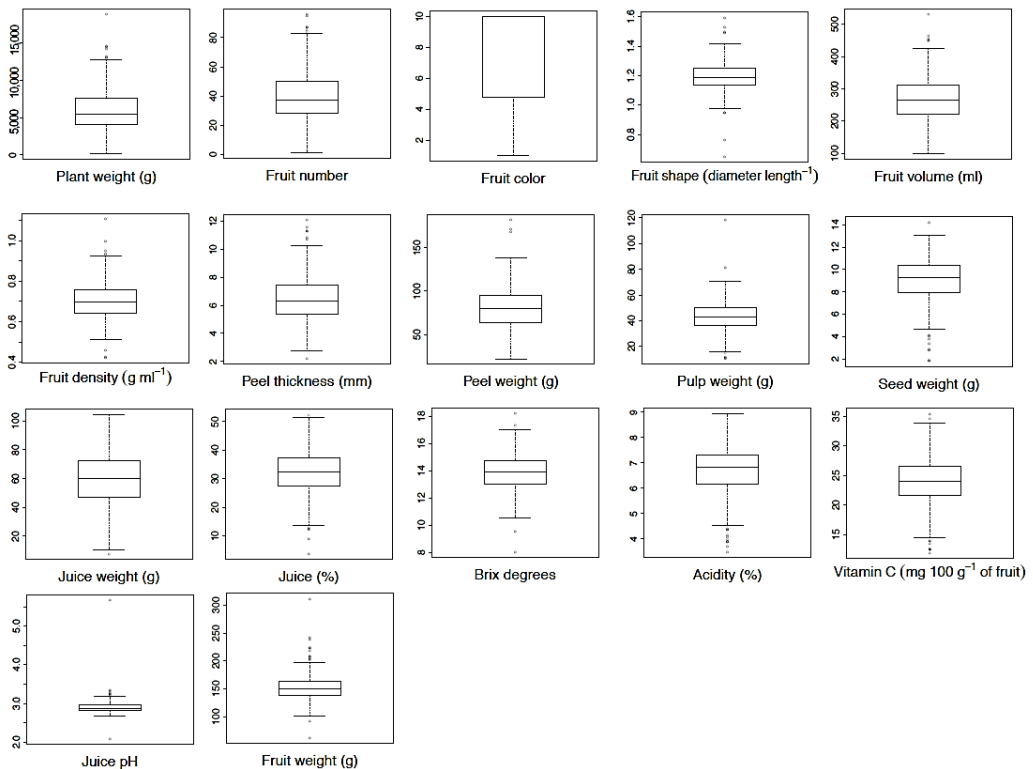 0 5,000 10,000 15,000
Plant weight (g)
0 20 40 60 80
Fruit number
2 4 6 8 10
Fruit color
0.8 1.0 1.2 1.4 1.6
Fruit shape (diameter length⁻¹)
100 200 300 400 500
Fruit volume (ml)
0.4 0.6 0.8 1.0
Fruit density (g ml⁻¹)
2 4 6 8 10 12
Peel thickness (mm)
50 100 150
Peel weight (g)
20 40 60 80 100 120
Pulp weight (g)
2 4 6 8 10 12 14
Seed weight (g)
20 40 60 80 100
Juice weight (g)
0 10 20 30 40 50
Juice (%)
8 10 12 14 16 18
Brix degrees
4 5 6 7 8 9
Acidity (%)
15 20 25 30 35
Vitamin C (mg 100 g⁻¹ of fruit)
2.0 3.0 4.0 5.0
Juice pH
100 150 200 250 300
Fruit weight (g)